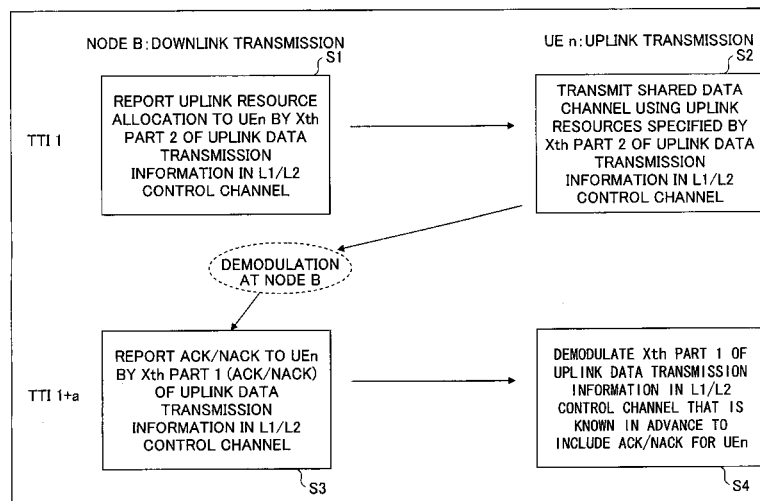 NODE B:DOWNLINK TRANSMISSION
UE n:UPLINK TRANSMISSION
S1
S2
TTI 1
REPORT UPLINK RESOURCE
ALLOCATION TO UEn BY Xth
PART 2 OF UPLINK DATA
TRANSMISSION
INFORMATION IN L1/L2
CONTROL CHANNEL
TRANSMIT SHARED DATA
CHANNEL USING UPLINK
RESOURCES SPECIFIED BY
Xth PART 2 OF UPLINK DATA
TRANSMISSION
INFORMATION IN L1/L2
CONTROL CHANNEL
DEMODULATION
AT NODE B
TTI 1+a
REPORT ACK/NACK TO UEn
BY Xth PART 1 (ACK/NACK)
OF UPLINK DATA
TRANSMISSION
INFORMATION IN L1/L2
CONTROL CHANNEL
DEMODULATE Xth PART 1 OF
UPLINK DATA TRANSMISSION
INFORMATION IN L1/L2
CONTROL CHANNEL THAT IS
KNOWN IN ADVANCE TO
INCLUDE ACK/NACK FOR UEn
S3
S4